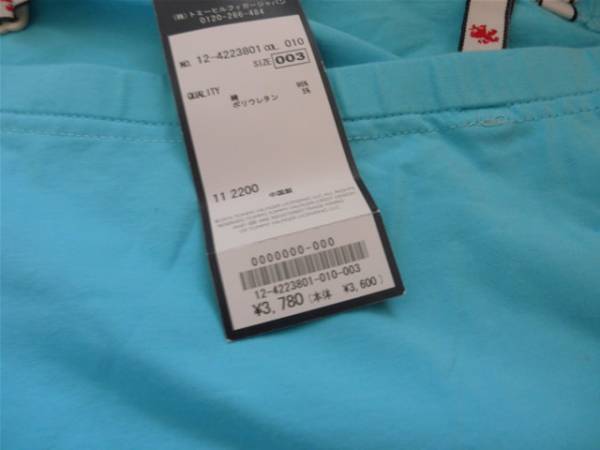 (株)トミーヒルフィガージャパン
0120-266-484
NO. 12-4223801 COL. 010
SIZE 003
QUALITY 綿 95%
ポリウレタン 5%
11 2200 中国製
0000000-000
12-4223801-010-003
¥3,780 (本体 ¥3,600)